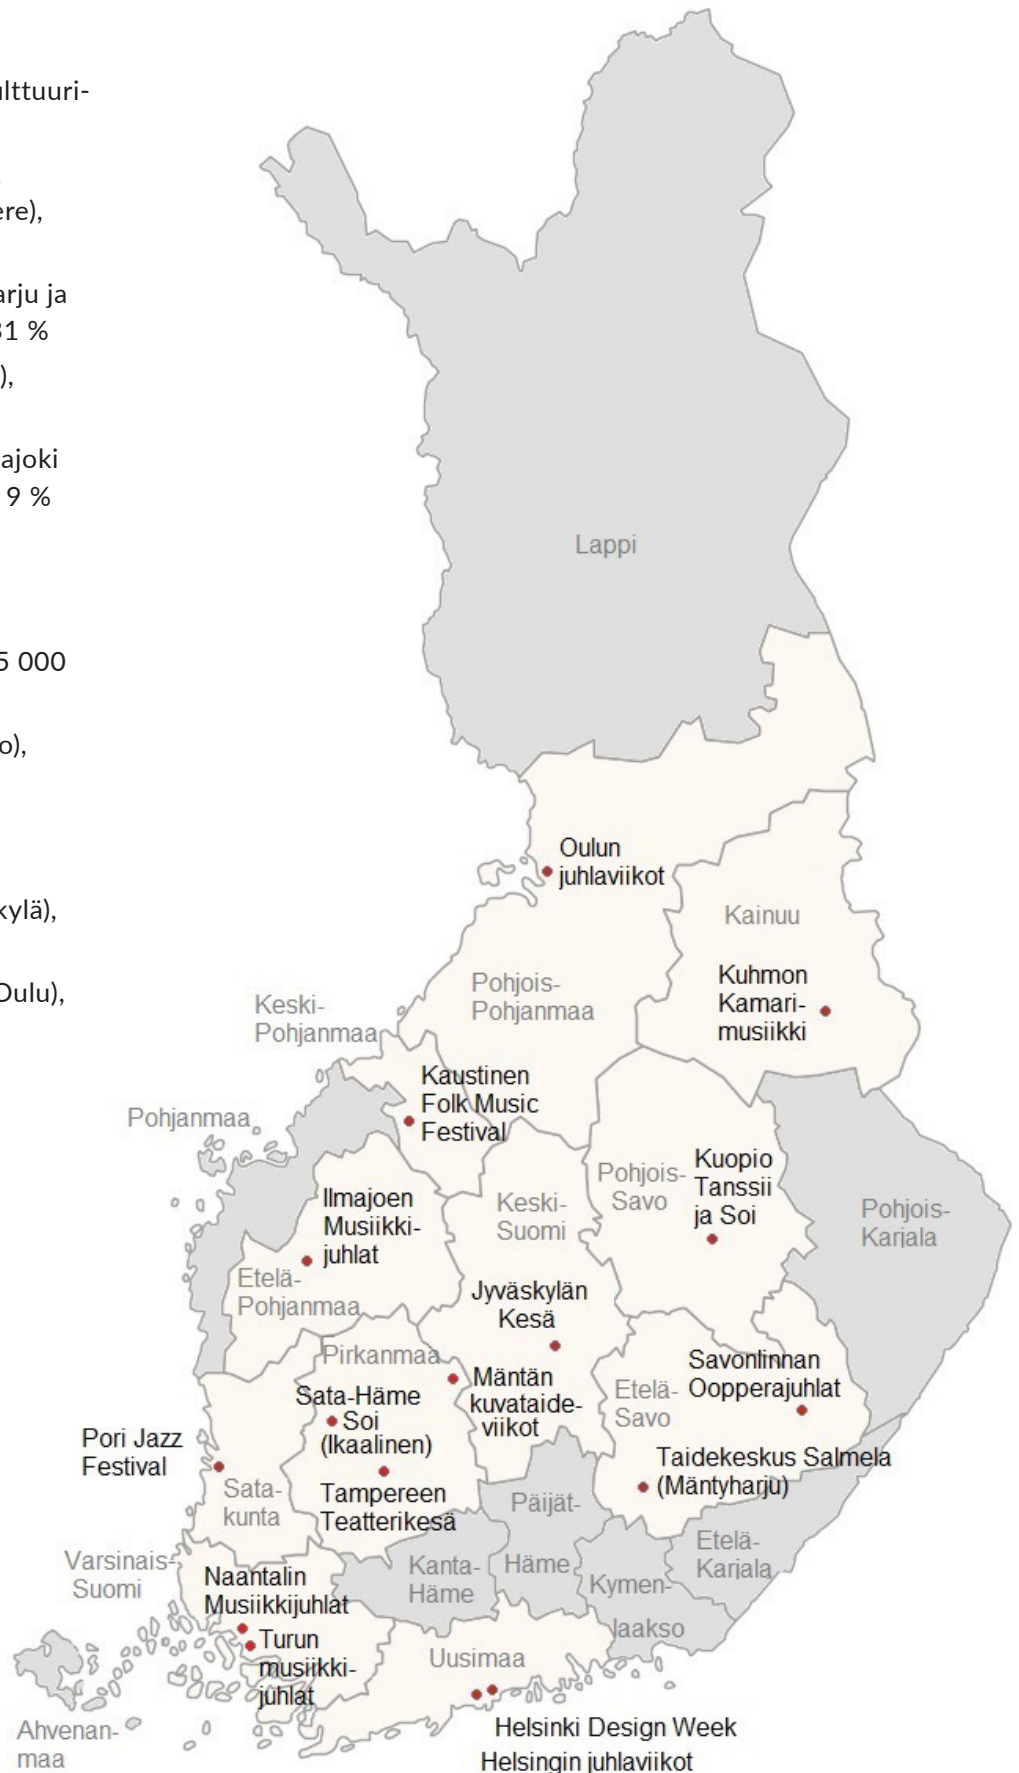 ulttuuri-
ere),
arju ja
31 %
),
ajoki
9 %
5 000
o),
kylä),
Oulu),
Lappi
Oulun
juhlaviikot
Kainuu
Kuhmon
Kamari-
musiikki
Pohjois-
Pohjanmaa
Keski-
Pohjanmaa
Kaustinen
Folk Music
Festival
Pohjanmaa
Ilmajoen
Musiikki-
juhlat
Etelä-
Pohjanmaa
Keski-
Suomi
Pohjois-
Savo
Kuopio
Tanssii
ja Soi
Pohjois-
Karjala
Jyväskylän
Kesä
Pirkanmaa
Mäntän
kuvataide-
viikot
Sata-Häme
Soi
(Ikaalinen)
Tampereen
Teatterikesä
Etelä-
Savo
Savonlinnan
Oopperajuhlat
Taidekeskus Salmela
(Mäntyharju)
Pori Jazz
Festival
Sata-
kunta
Päijät-
Häme
Kanta-
Häme
Kymen-
laakso
Etelä-
Karjala
Varsinais-
Suomi
Naantalin
Musiikkijuhlat
Turun
musiikki-
juhlat
Uusimaa
Ahvenan-
maa
Helsinki Design Week
Helsingin juhlaviikot